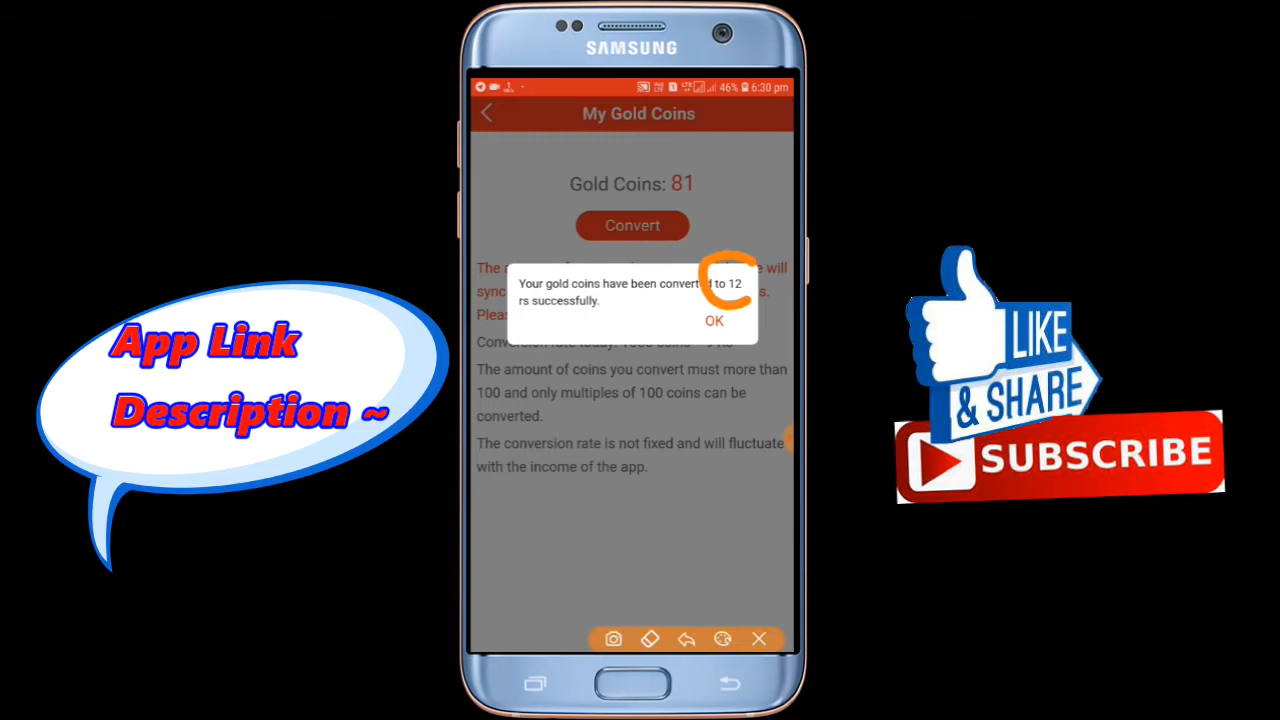 SAMSUNG
46% 6:30 pm
My Gold Coins
Gold Coins: 81
Convert
The
will
sync
Your gold coins have been converted to 12
rs successfully.
OK
The amount of coins you convert must more than
100 and only multiples of 100 coins can be
converted.
The conversion rate is not fixed and will fluctuate
with the income of the app.
App Link
Description ~
LIKE
& SHARE
SUBSCRIBE